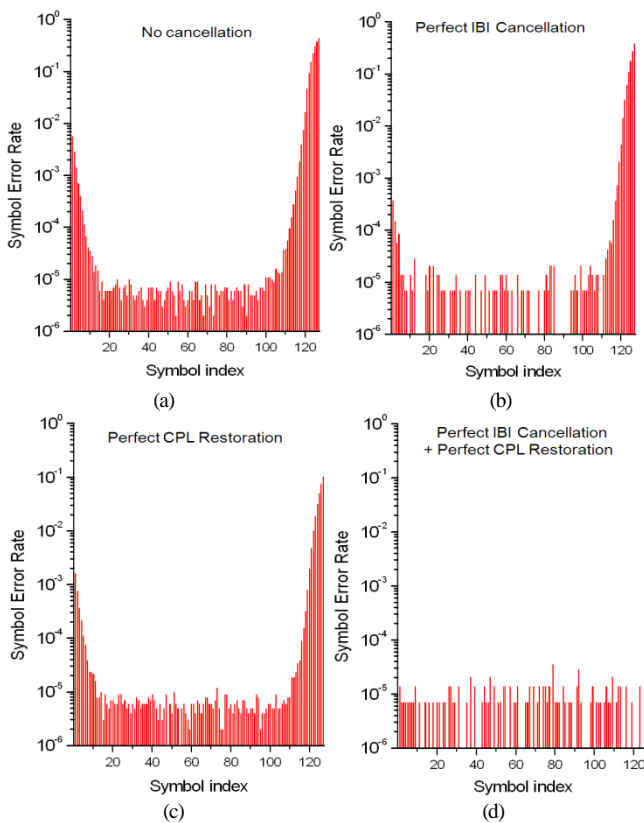 No cancellation
Symbol Error Rate
10^0
10^-1
10^-2
10^-3
10^-4
10^-5
10^-6
20 40 60 80 100 120
Symbol index
(a)
Perfect IBI Cancellation
Symbol Error Rate
10^0
10^-1
10^-2
10^-3
10^-4
10^-5
10^-6
20 40 60 80 100 120
Symbol index
(b)
Perfect CPL Restoration
Symbol Error Rate
10^0
10^-1
10^-2
10^-3
10^-4
10^-5
10^-6
20 40 60 80 100 120
Symbol index
(c)
Perfect IBI Cancellation
+ Perfect CPL Restoration
Symbol Error Rate
10^0
10^-1
10^-2
10^-3
10^-4
10^-5
10^-6
20 40 60 80 100 120
Symbol index
(d)